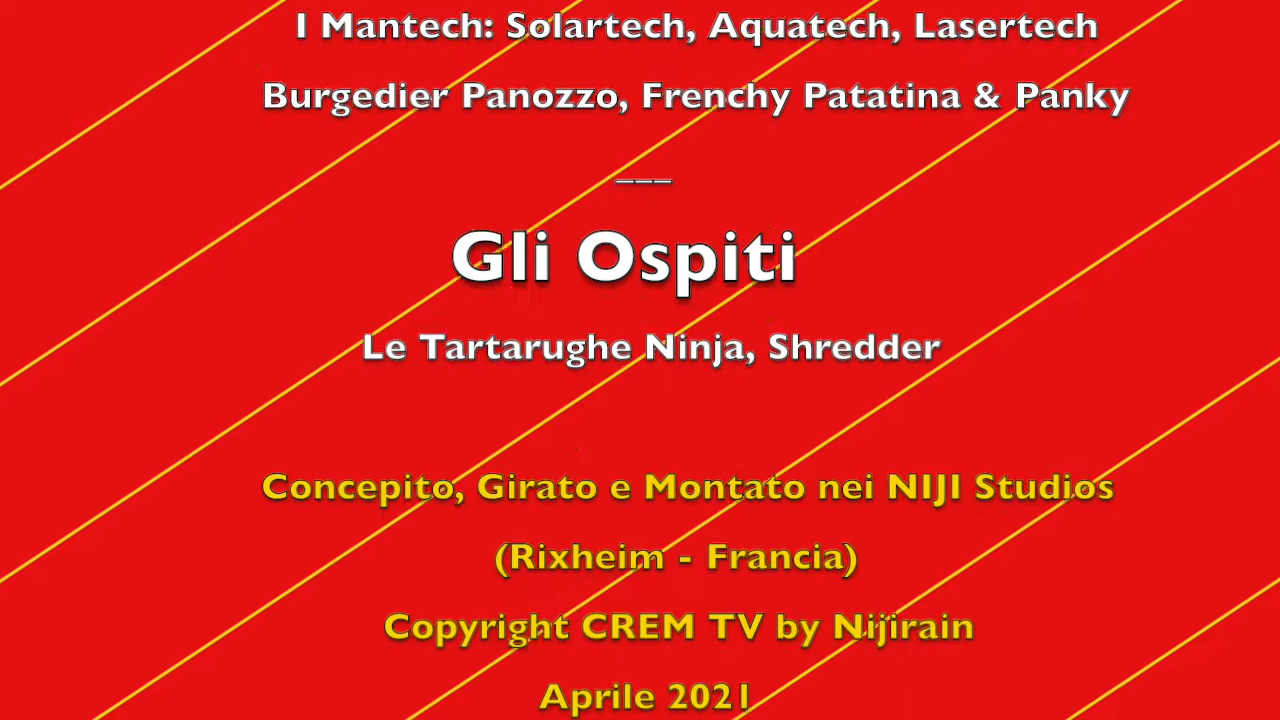 I Mantech: Solartech, Aquatech, Lasertech
Burgedier Panozzo, Frenchy Patatina & Panky
___
Gli Ospiti
Le Tartarughe Ninja, Shredder
Concepito, Girato e Montato nei NIJI Studios
(Rixheim - Francia)
Copyright CREM TV by Nijirain
Aprile 2021